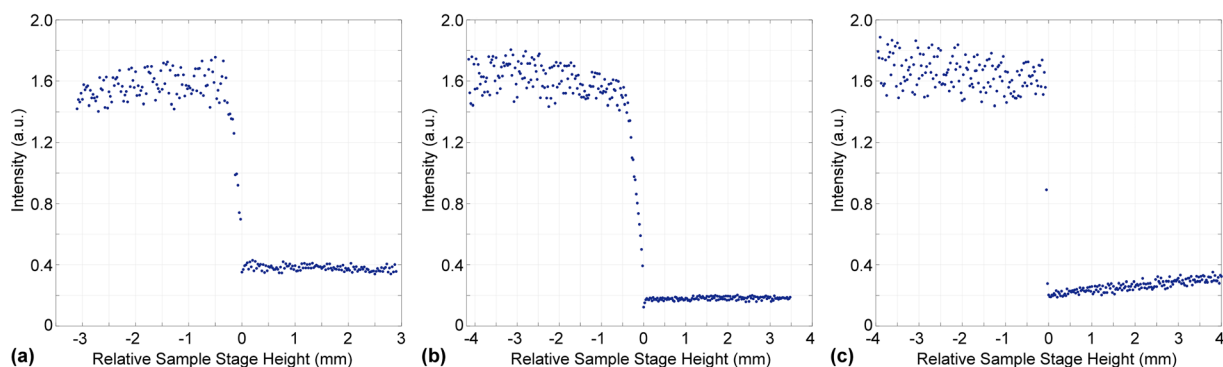 2.0
1.6
1.2
0.8
0.4
0
Intensity (a.u.)
-3 -2 -1 0 1 2 3
(a) Relative Sample Stage Height (mm)
2.0
1.6
1.2
0.8
0.4
0
Intensity (a.u.)
-4 -3 -2 -1 0 1 2 3 4
(b) Relative Sample Stage Height (mm)
2.0
1.6
1.2
0.8
0.4
0
Intensity (a.u.)
-4 -3 -2 -1 0 1 2 3 4
(c) Relative Sample Stage Height (mm)